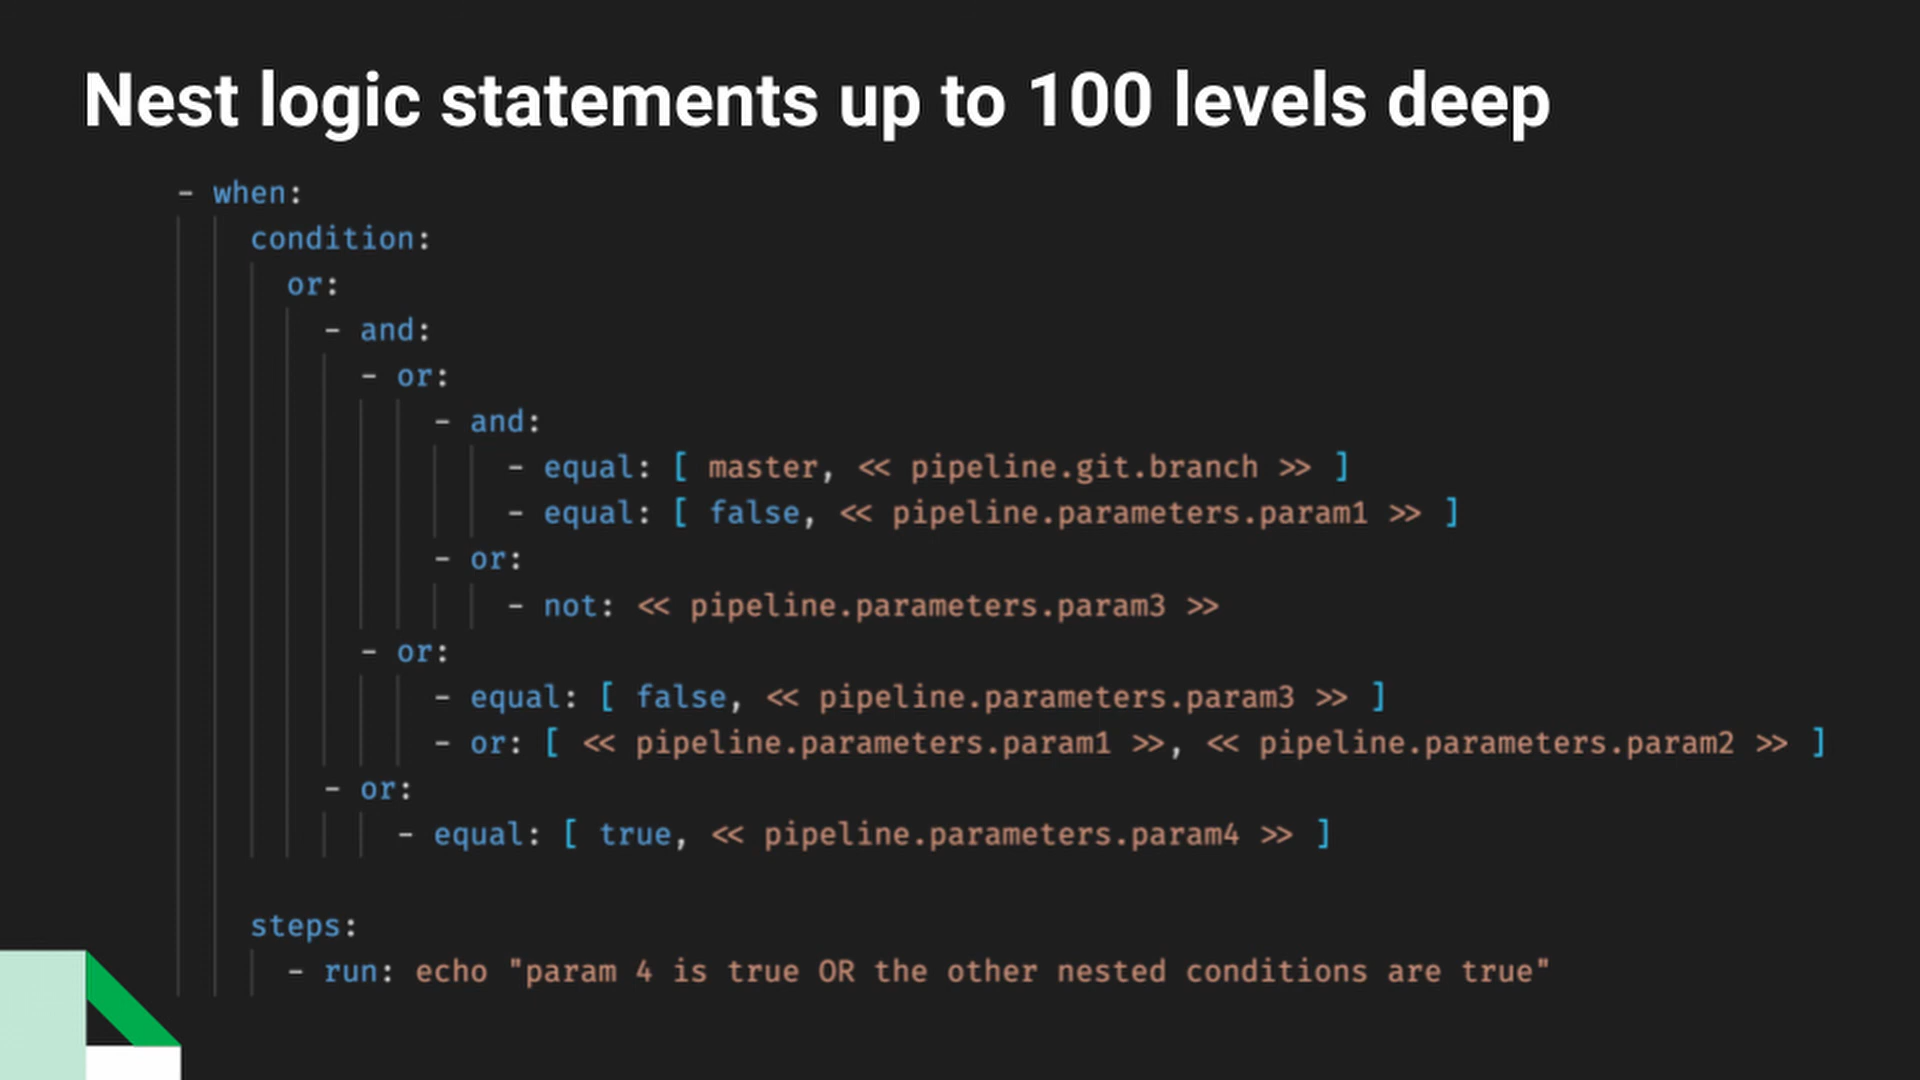 Nest logic statements up to 100 levels deep
- when:
condition:
or:
- and:
- or:
- and:
- equal: [ master, << pipeline.git.branch >> ]
- equal: [ false, << pipeline.parameters.param1 >> ]
- or:
- not: << pipeline.parameters.param3 >>
- or:
- equal: [ false, << pipeline.parameters.param3 >> ]
- or: [ << pipeline.parameters.param1 >>, << pipeline.parameters.param2 >> ]
- or:
- equal: [ true, << pipeline.parameters.param4 >> ]
steps:
- run: echo "param 4 is true OR the other nested conditions are true"